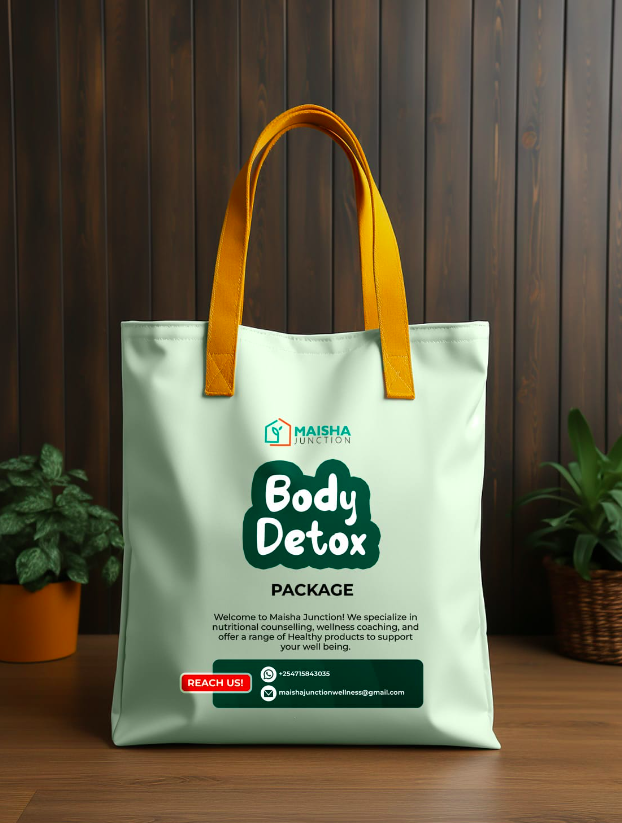 MAISHA
JUNCTION
Body
Detox
PACKAGE
Welcome to Maisha Junction! We specialize in
nutritional counselling, wellness coaching, and
offer a range of Healthy products to support
your well being.
REACH US!
+254715843035
maishajunctionwellness@gmail.com